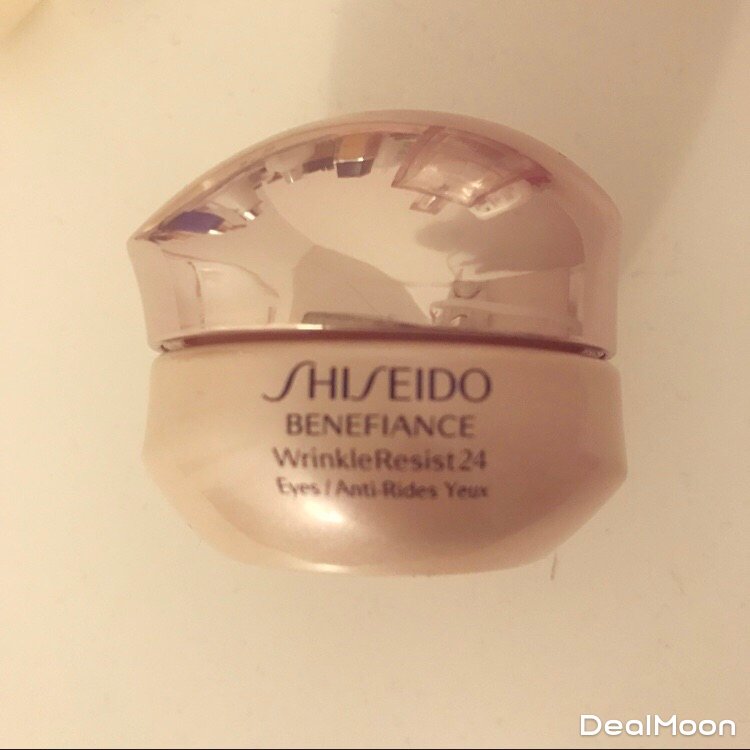 SHISEIDO
BENEFIANCE
WrinkleResist24
Eyes / Anti-Rides Yeux
DealMoon